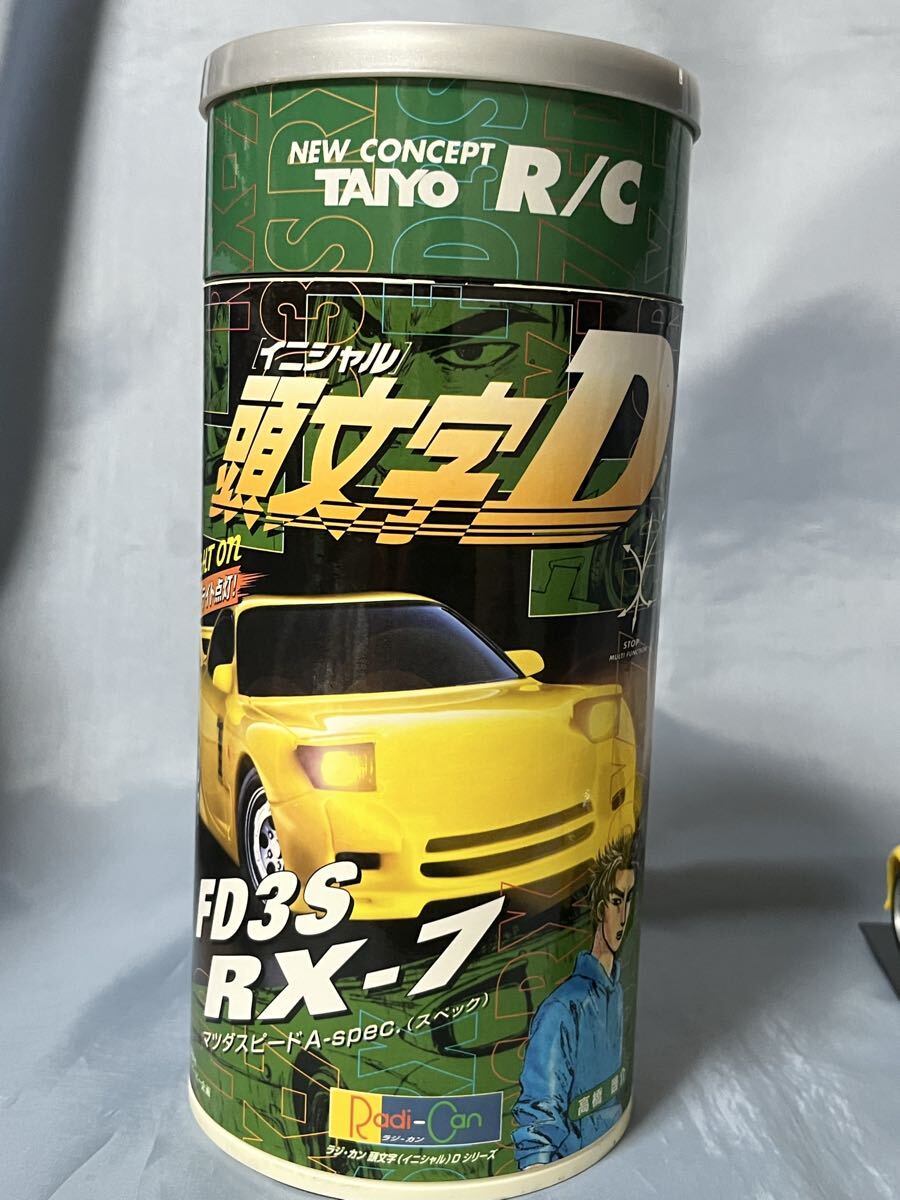 NEW CONCEPT
TAIYO R/C
[イニシャル]
頭文字D
LT on
イト点灯!
STOP
MULTI FUNCTION
1
FD3S
RX-7
マツダスピードA-spec.(スペック)
高橋
Radi-Can
ラジ-カン
ラジ・カン 頭文字(イニシャル)Dシリーズ